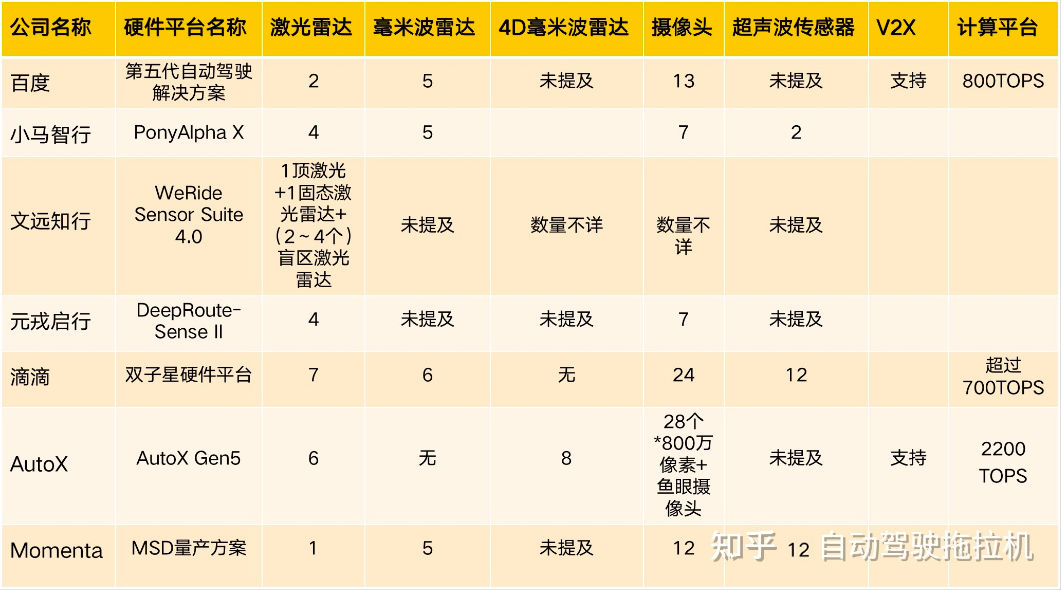 公司名称 硬件平台名称 激光雷达 毫米波雷达 4D毫米波雷达 摄像头 超声波传感器 V2X 计算平台
百度 第五代自动驾驶
解决方案 2 5 未提及 13 未提及 支持 800TOPS
小马智行 PonyAlpha X 4 5 7 2
文远知行 WeRide
Sensor Suite
4.0
1顶激光
+1固态激
光雷达+
(2~4个)
盲区激光
雷达
未提及 数量不详 数量不
详
未提及
元戎启行 DeepRoute-
Sense II 4 未提及 未提及 7 未提及
滴滴 双子星硬件平台 7 6 无 24 12 超过
700TOPS
AutoX AutoX Gen5 6 无 8
28个
*800万
像素+
鱼眼摄
像头
未提及 支持 2200
TOPS
Momenta MSD量产方案 1 5 未提及 12 12
知乎 自动驾驶拖拉机